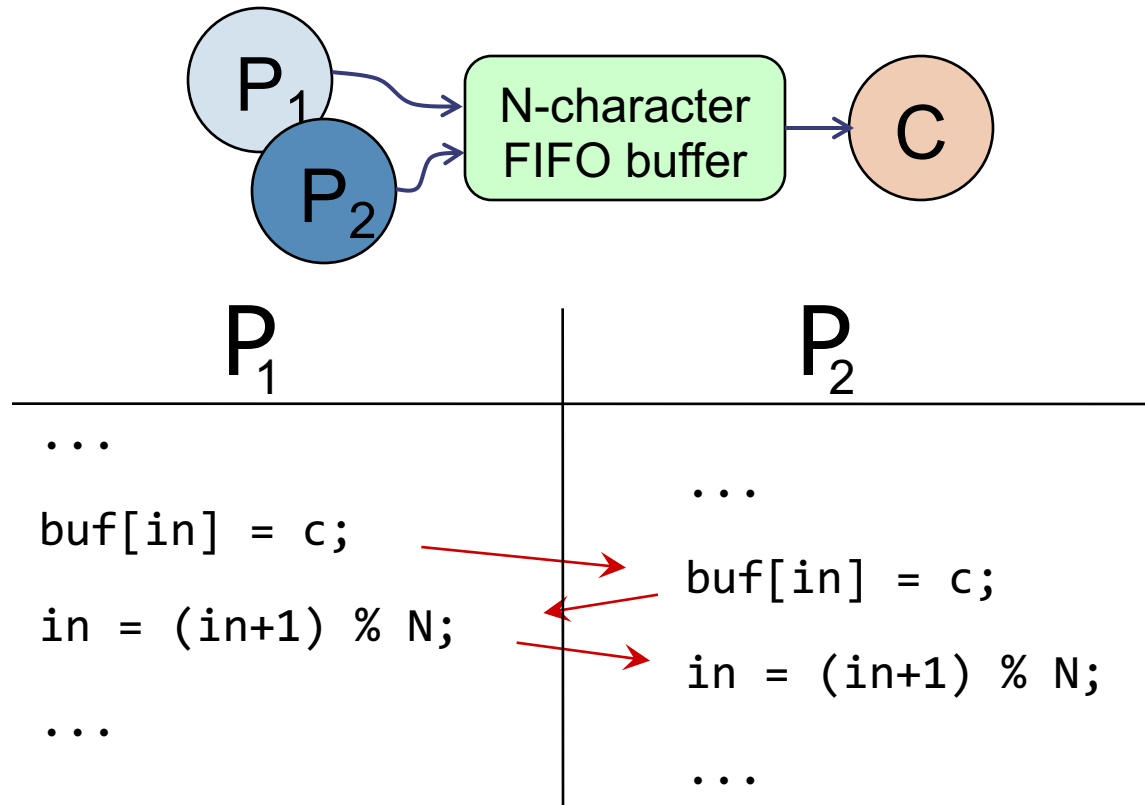 P1
P2
N-character
FIFO buffer
C
P1
P2
...
buf[in] = c;
in = (in+1) % N;
...
...
buf[in] = c;
in = (in+1) % N;
...